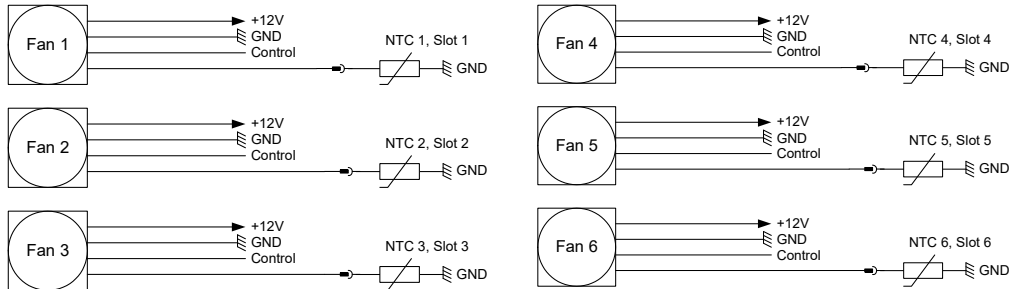 Fan 1
+12V
GND
Control
NTC 1, Slot 1
GND
Fan 2
+12V
GND
Control
NTC 2, Slot 2
GND
Fan 3
+12V
GND
Control
NTC 3, Slot 3
GND
Fan 4
+12V
GND
Control
NTC 4, Slot 4
GND
Fan 5
+12V
GND
Control
NTC 5, Slot 5
GND
Fan 6
+12V
GND
Control
NTC 6, Slot 6
GND